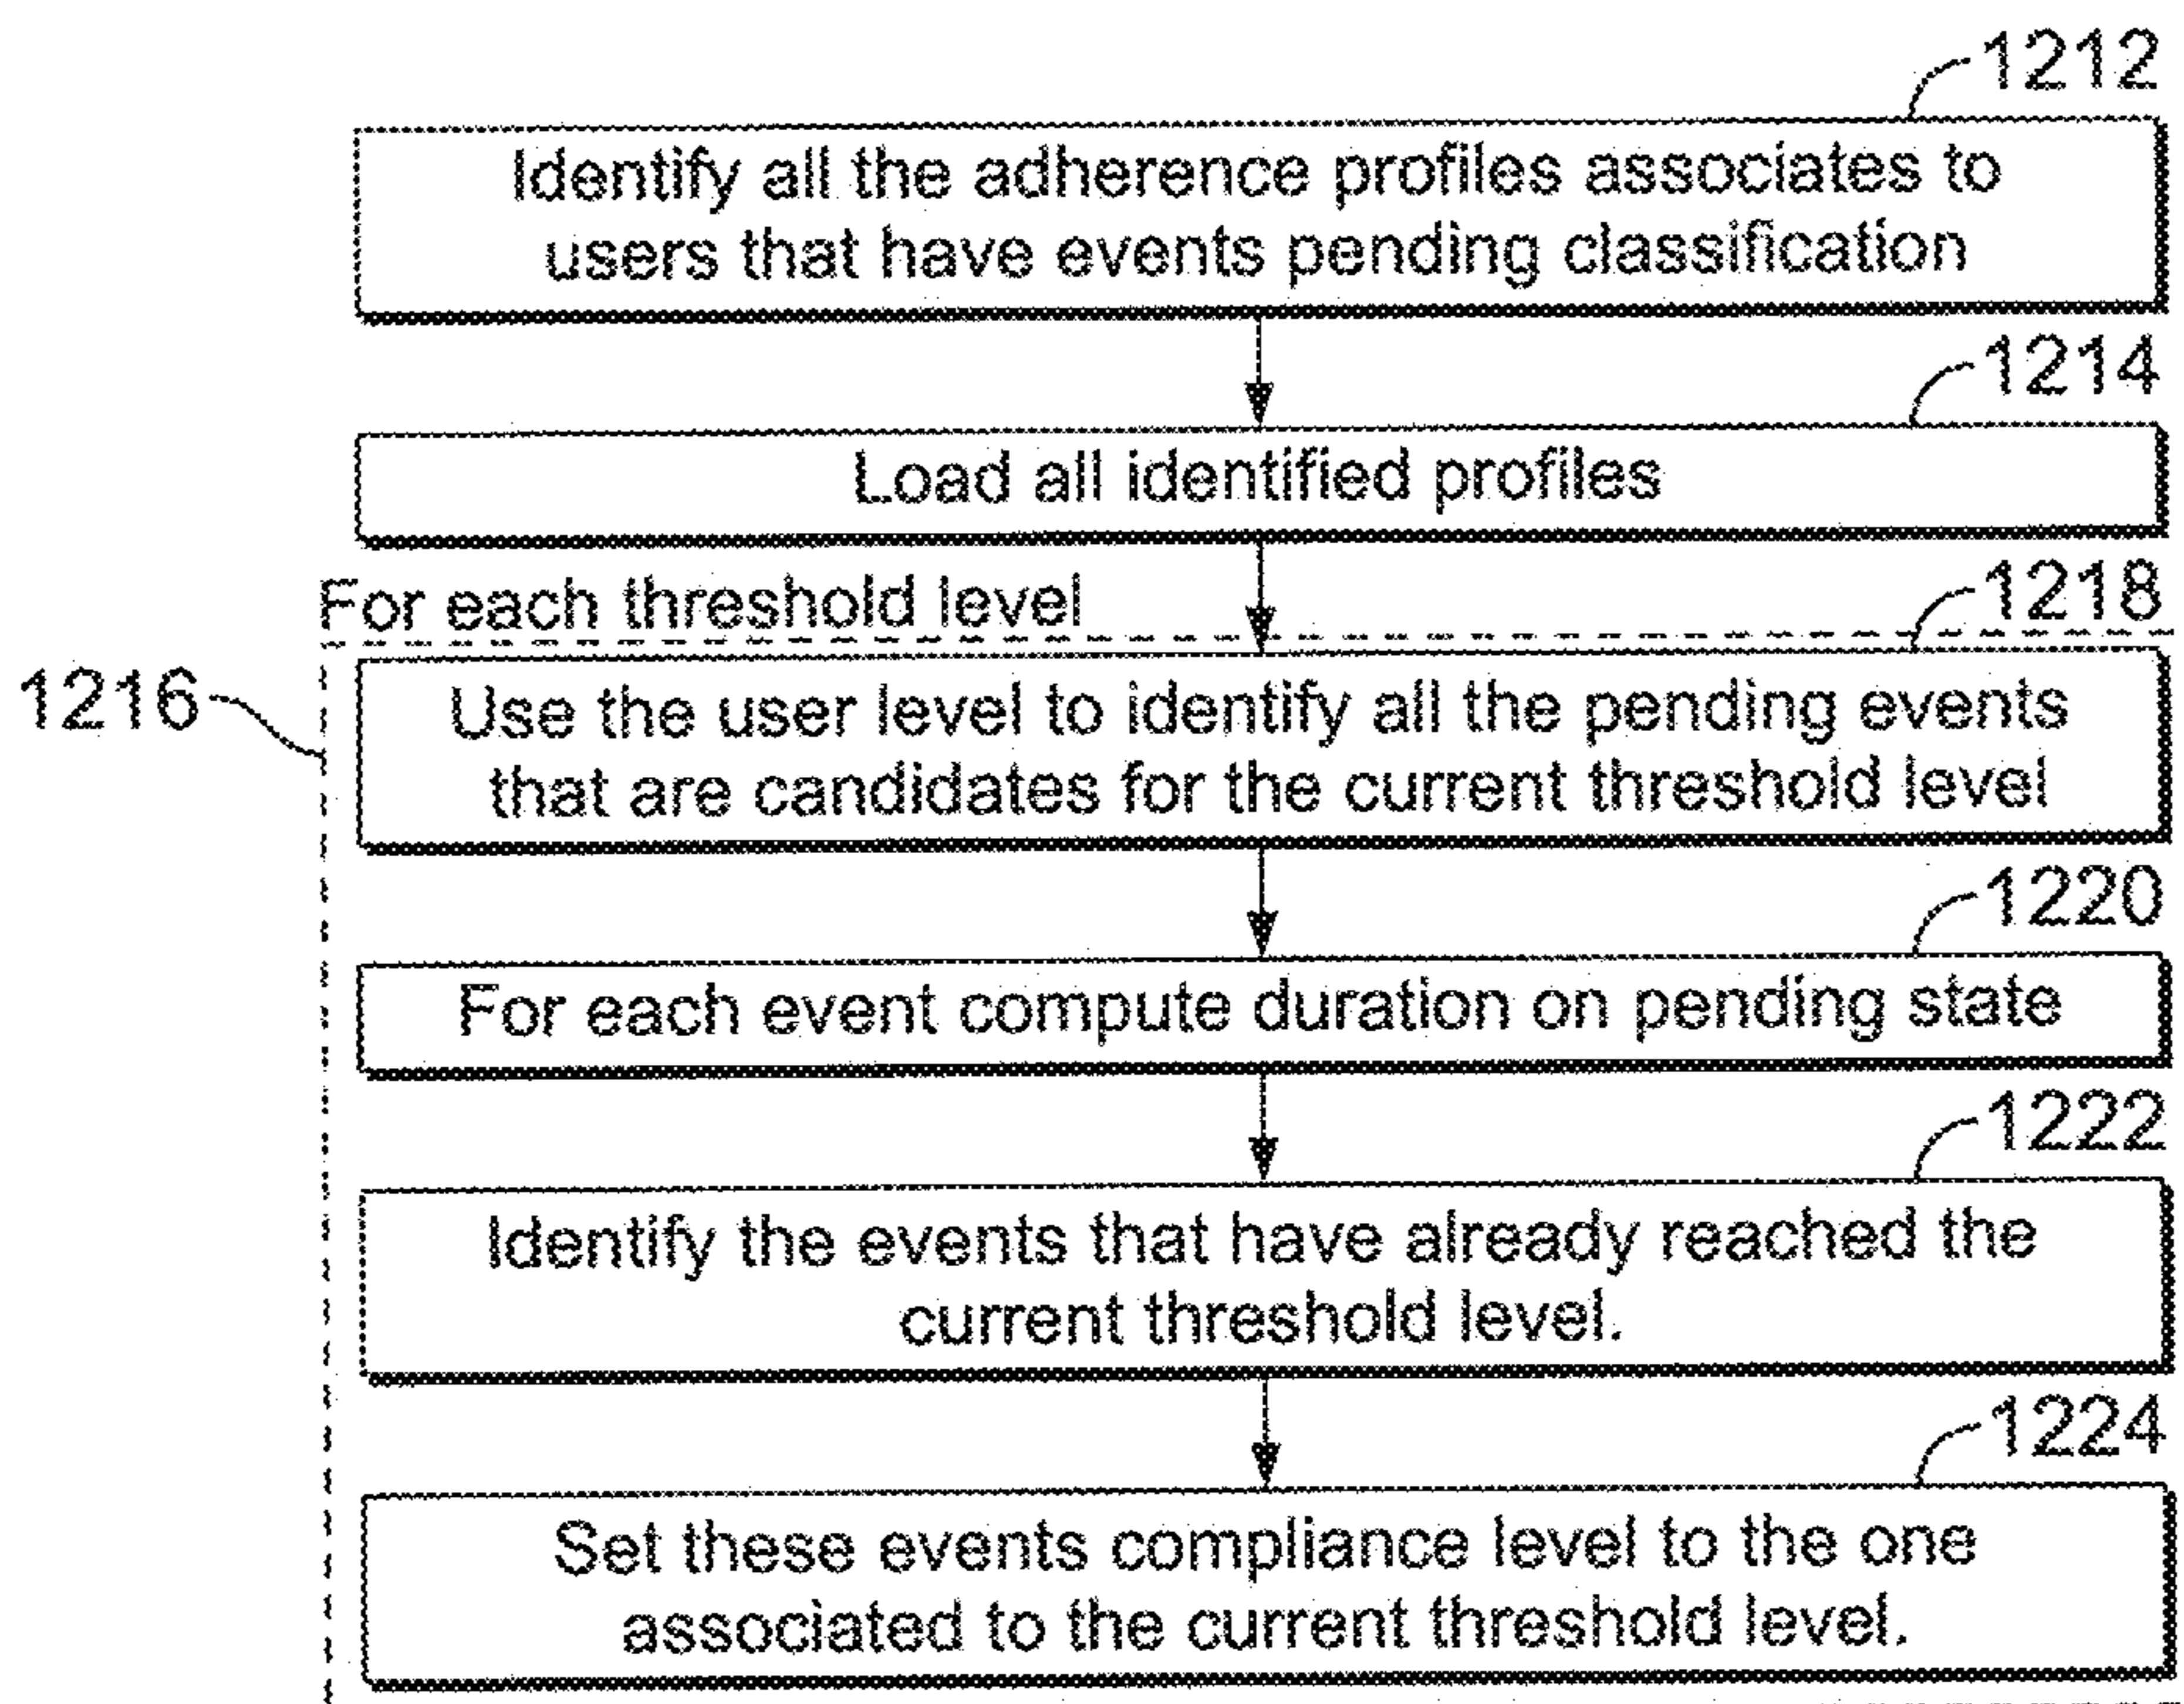 1212
Identify all the adherence profiles associates to
users that have events pending classification
1214
Load all identified profiles
For each threshold level
1218
1216
Use the user level to identify all the pending events
that are candidates for the current threshold level
1220
For each event compute duration on pending state
1222
Identify the events that have already reached the
current threshold level.
1224
Set these events compliance level to the one
associated to the current threshold level.